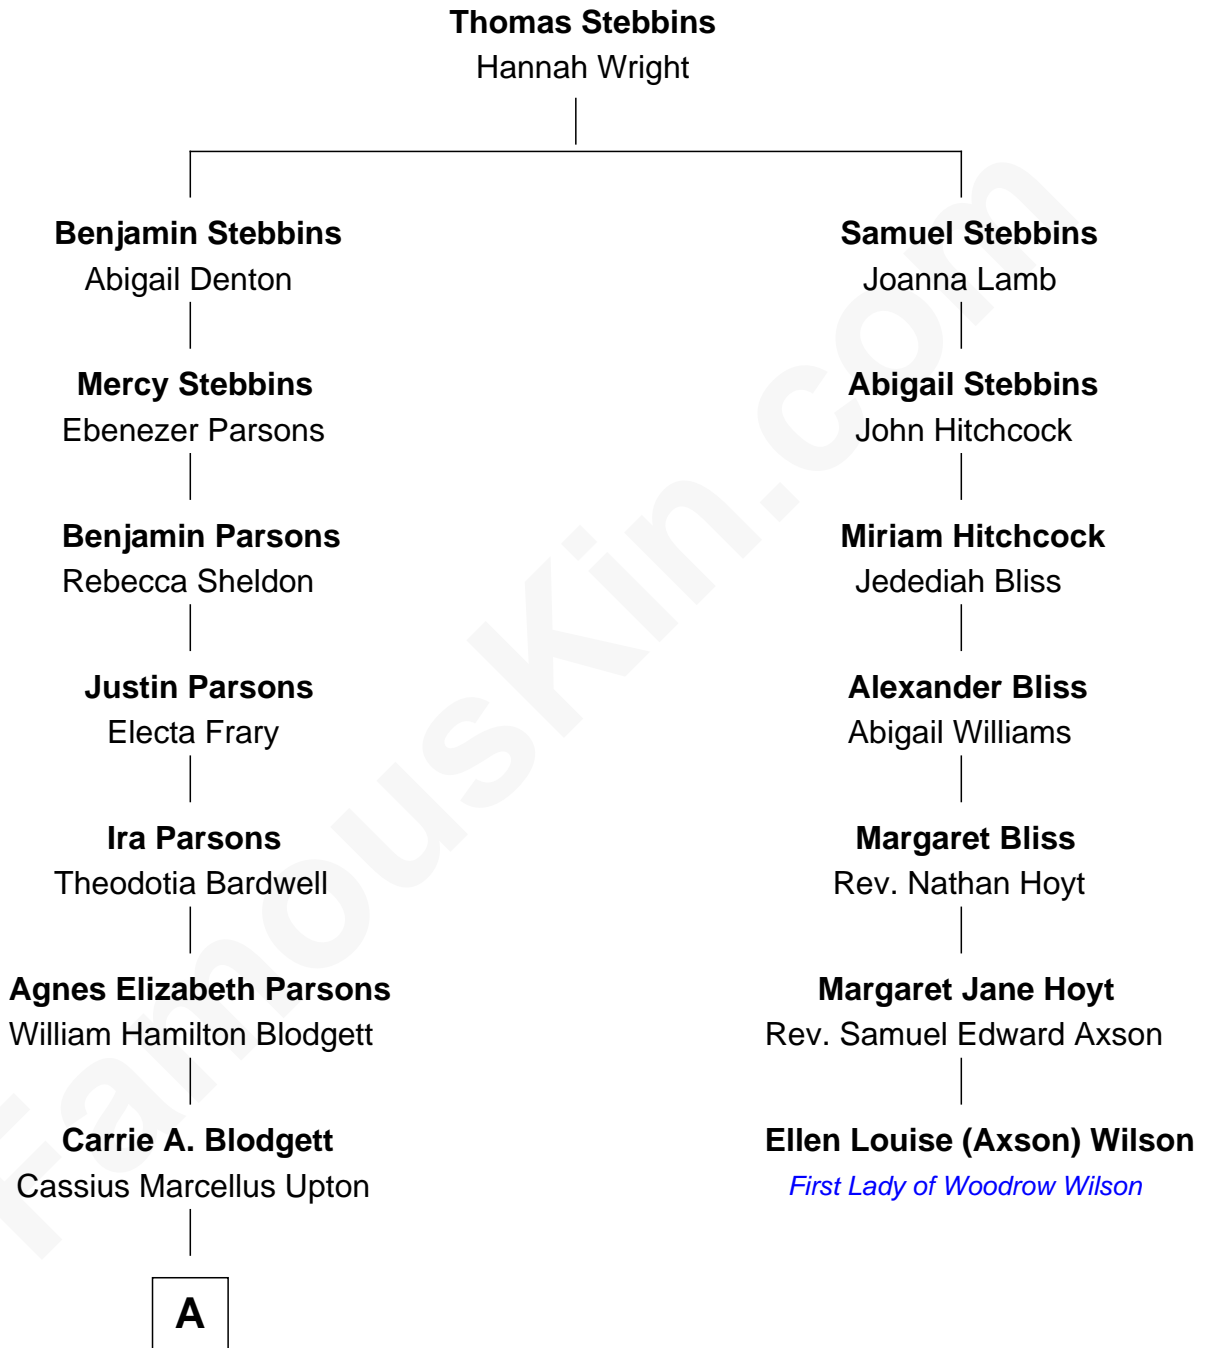 Thomas Stebbins
Hannah Wright
Benjamin Stebbins
Abigail Denton
Mercy Stebbins
Ebenezer Parsons
Benjamin Parsons
Rebecca Sheldon
Justin Parsons
Electa Frary
Ira Parsons
Theodotia Bardwell
Agnes Elizabeth Parsons
William Hamilton Blodgett
Carrie A. Blodgett
Cassius Marcellus Upton
A
Samuel Stebbins
Joanna Lamb
Abigail Stebbins
John Hitchcock
Miriam Hitchcock
Jedediah Bliss
Alexander Bliss
Abigail Williams
Margaret Bliss
Rev. Nathan Hoyt
Margaret Jane Hoyt
Rev. Samuel Edward Axson
Ellen Louise (Axson) Wilson
First Lady of Woodrow Wilson
FamousKin.com